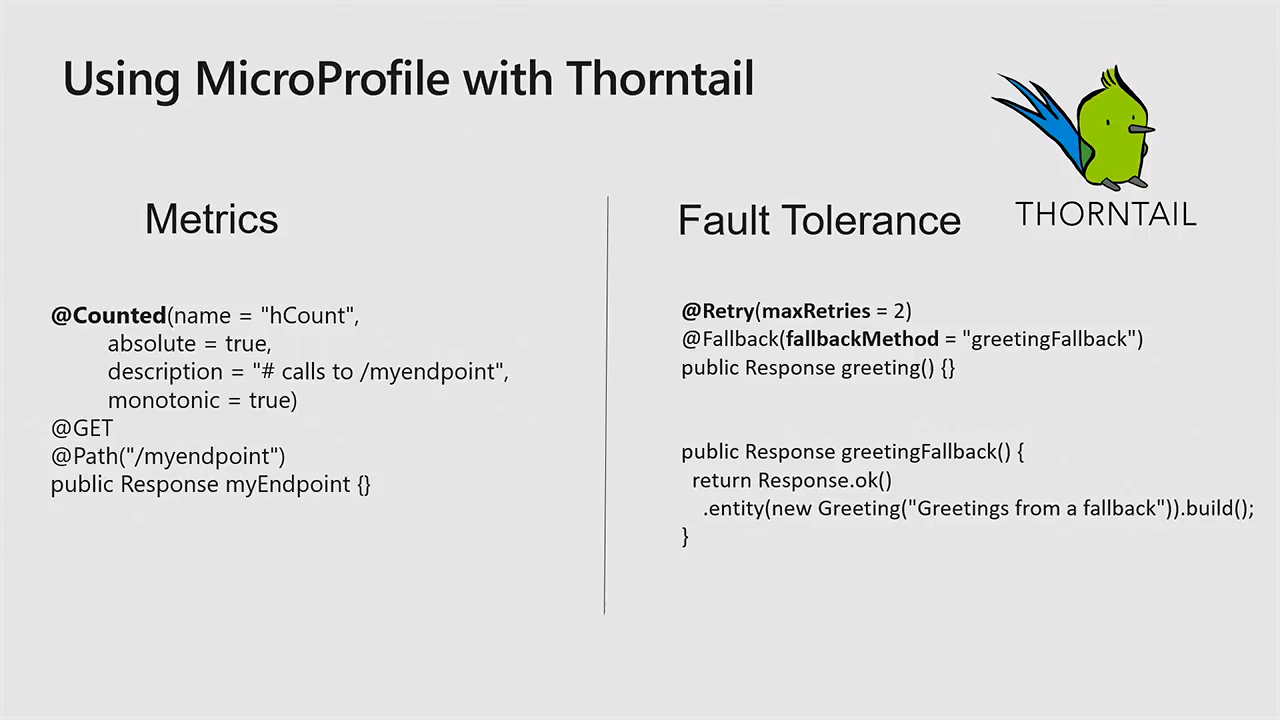 Using MicroProfile with Thorntail
THORNTAIL
Metrics
@Counted(name = "hCount",
absolute = true,
description = "# calls to /myendpoint",
monotonic = true)
@GET
@Path("/myendpoint")
public Response myEndpoint {}
Fault Tolerance
@Retry(maxRetries = 2)
@Fallback(fallbackMethod = "greetingFallback")
public Response greeting() {}
public Response greetingFallback() {
return Response.ok()
.entity(new Greeting("Greetings from a fallback")).build();
}